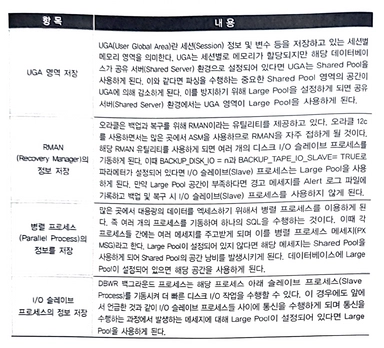 항목
내용
UGA 영역 저장
UGA(User Global Area)란 세션(Session) 정보 및 변수 등을 저장하고 있는 세션별
메모리 영역을 의미한다. UGA는 세션별로 메모리가 할당되지만 해당 데이터베이
스가 공유 서버(Shared Server) 환경으로 설정되어 있다면 UGA는 Shared Pool을
사용하게 된다. 이와 같다면 파싱을 수행하는 중요한 Shared Pool 영역의 공간이
UGA에 의해 감소하게 된다. 이를 방지하기 위해 Large Pool을 설정하게 되면 공유
서버(Shared Server) 환경에서는 UGA 영역이 Large Pool을 사용하게 된다.
RMAN
(Recovery Manager)의
정보 저장
오라클은 백업과 복구를 위해 RMAN이라는 유틸리티를 제공하고 있다. 오라클 12c
를 사용하면서는 많은 곳에서 ASM을 사용하므로 RMAN을 자주 접하게 될 것이다.
해당 RMAN 유틸리티를 사용하게 되면 여러 개의 디스크 I/O 슬레이브 프로세스를
기동하게 된다. 이때 BACKUP_DISK_IO = n과 BACKUP_TAPE_IO_SLAVE= TRUE로
파라메터가 설정되어 있다면 I/O 슬레이브(Slave) 프로세스는 Large Pool을 사용하
게 된다. 만약 Large Pool 공간이 부족하다면 경고 메세지를 Alert 로그 파일에
기록하고 백업 및 복구 시 I/O 슬레이브(Slave) 프로세스를 사용하지 않게 된다.
병렬 프로세스
(Parallel Process)의
정보를 저장
많은 곳에서 대용량의 데이터를 액세스하기 위해서 병렬 프로세스를 이용하게 된
다. 즉 여러 개의 프로세스를 기동하여 하나의 SQL을 수행하는 것이다. 이때 각
프로세스들 간에는 여러 메세지를 주고받게 되며 이를 병렬 프로세스 메세지(PX
MSG)라고 한다. Large Pool이 설정되어 있지 않다면 해당 메세지는 Shared Pool을
사용하게 되어 Shared Pool의 공간 낭비를 발생시키게 된다. 데이터베이스에 Large
Pool이 설정되어 있으면 해당 공간을 사용하게 된다.
I/O 슬레이브
프로세스의 정보 저장
DBWR 백그라운드 프로세스는 해당 프로세스 아래 슬레이브 프로세스(Slave
Process)를 기동시켜 더 빠른 디스크 I/O 작업을 수행할 수 있다. 이 경우에도 앞에
서 언급한 것과 같이 I/O 슬레이브 프로세스들 사이에 통신을 수행하게 되며 통신을
수행하는 과정에서 발생하는 메세지에 대해 Large Pool이 설정되어 있다면 Large
Pool을 사용하게 된다.